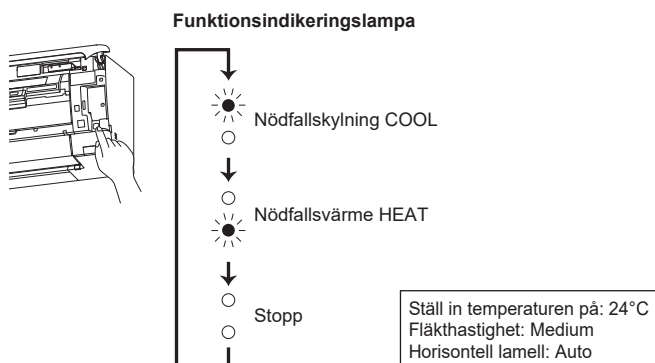 Funktionsindikeringslampa
Nödfallskylning COOL
Nödfallsvärme HEAT
Stopp
Ställ in temperaturen på: 24°C
Fläkthastighet: Medium
Horisontell lamell: Auto